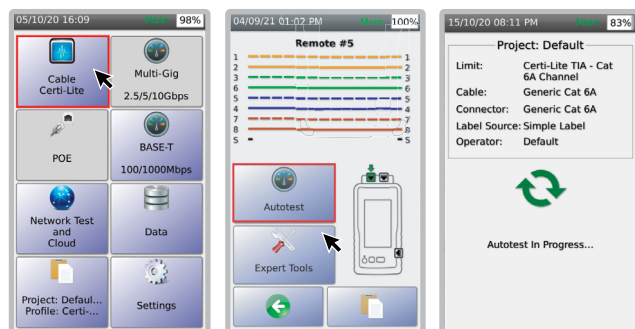 05/10/20 16:09 Main 98%
Cable
Certi-Lite
Multi-Gig
2.5/5/10Gbps
POE
BASE-T
100/1000Mbps
Network Test
and
Cloud
Data
Project: Defaul...
Profile: Certi-...
Settings
04/09/21 01:02 PM Main 100%
Remote #5
1 1
2 2
3 3
6 6
5 5
4 4
7 7
8 8
S S
Autotest
Expert Tools
15/10/20 08:11 PM Main 83%
Project: Default
Limit: Certi-Lite TIA - Cat
6A Channel
Cable: Generic Cat 6A
Connector: Generic Cat 6A
Label Source: Simple Label
Operator: Default
Autotest In Progress...